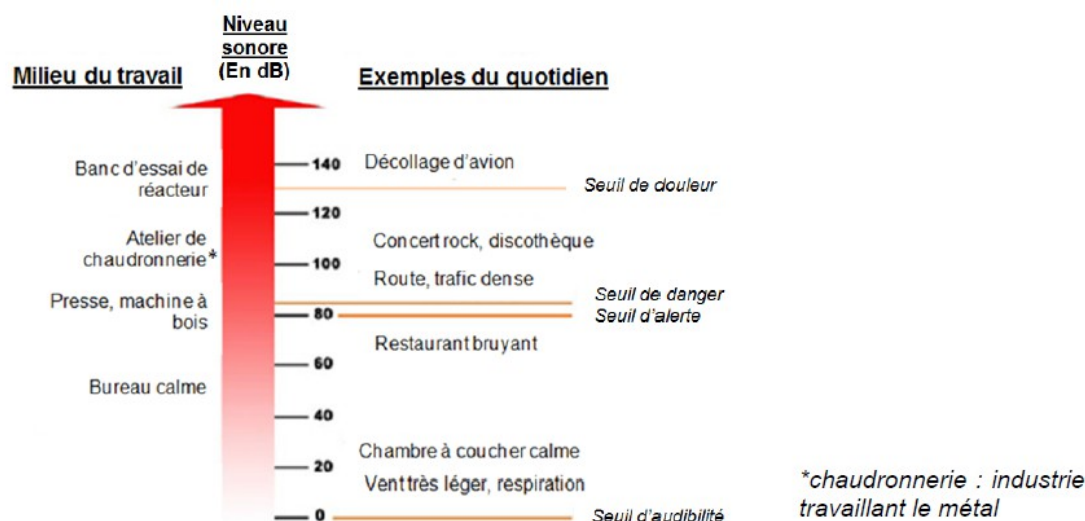 Niveau
sonore
(En dB)
Milieu du travail
Exemples du quotidien
Banc d'essai de
réacteur
140
Décollage d'avion
Seuil de douleur
120
Atelier de
chaudronnerie*
Concert rock, discothèque
100
Route, trafic dense
Presse, machine à
bois
Seuil de danger
80
Seuil d'alerte
Restaurant bruyant
60
Bureau calme
40
Chambre à coucher calme
20
Vent très léger, respiration
0
Seuil d'audibilité
*chaudronnerie : industrie
travaillant le métal